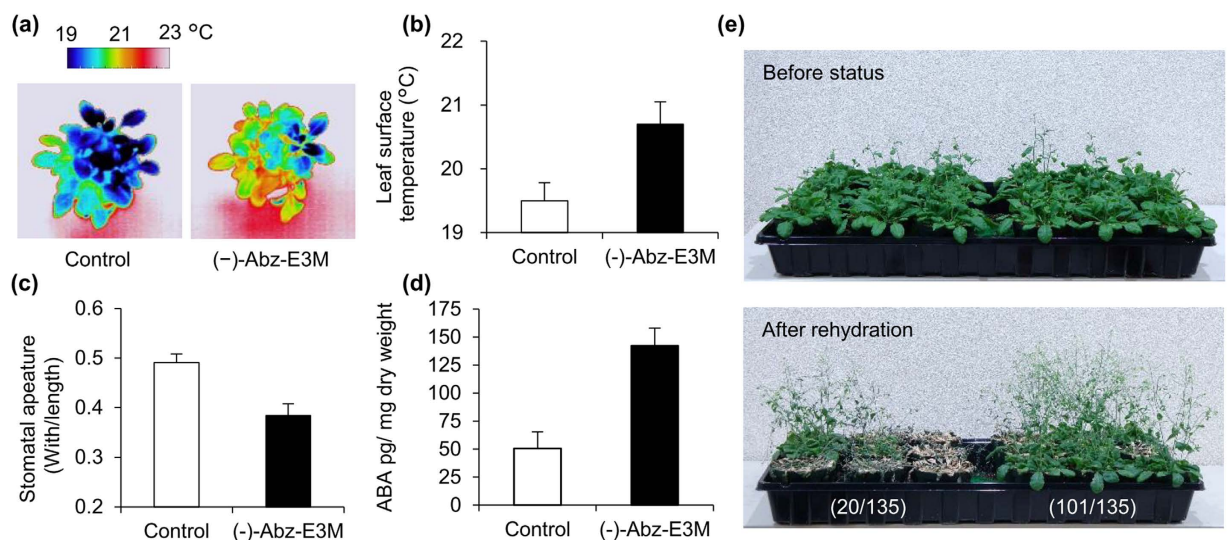 (a)
19 21 23 °C
Control (−)-Abz-E3M
(b)
Leaf surface
temperature (°C)
22
21
20
19
Control (-)-Abz-E3M
(c)
Stomatal apeature
(With/length)
0.6
0.5
0.4
0.3
0.2
Control (-)-Abz-E3M
(d)
ABA pg/ mg dry weight
175
150
125
100
75
50
25
0
Control (-)-Abz-E3M
(e)
Before status
After rehydration
(20/135) (101/135)